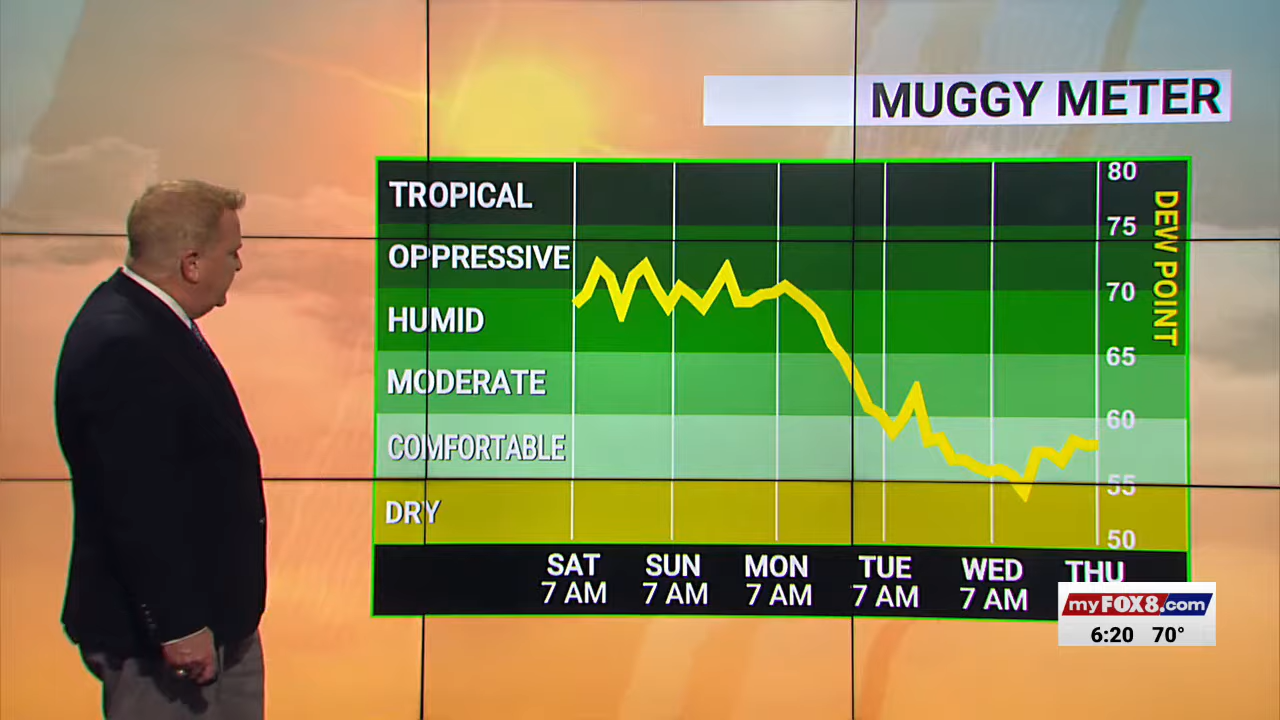 MUGGY METER
TROPICAL
OPPRESSIVE
HUMID
MODERATE
COMFORTABLE
DRY
80
75
70
65
60
55
50
DEW POINT
SAT
7 AM
SUN
7 AM
MON
7 AM
TUE
7 AM
WED
7 AM
THU
myFOX8.com
6:20 70°